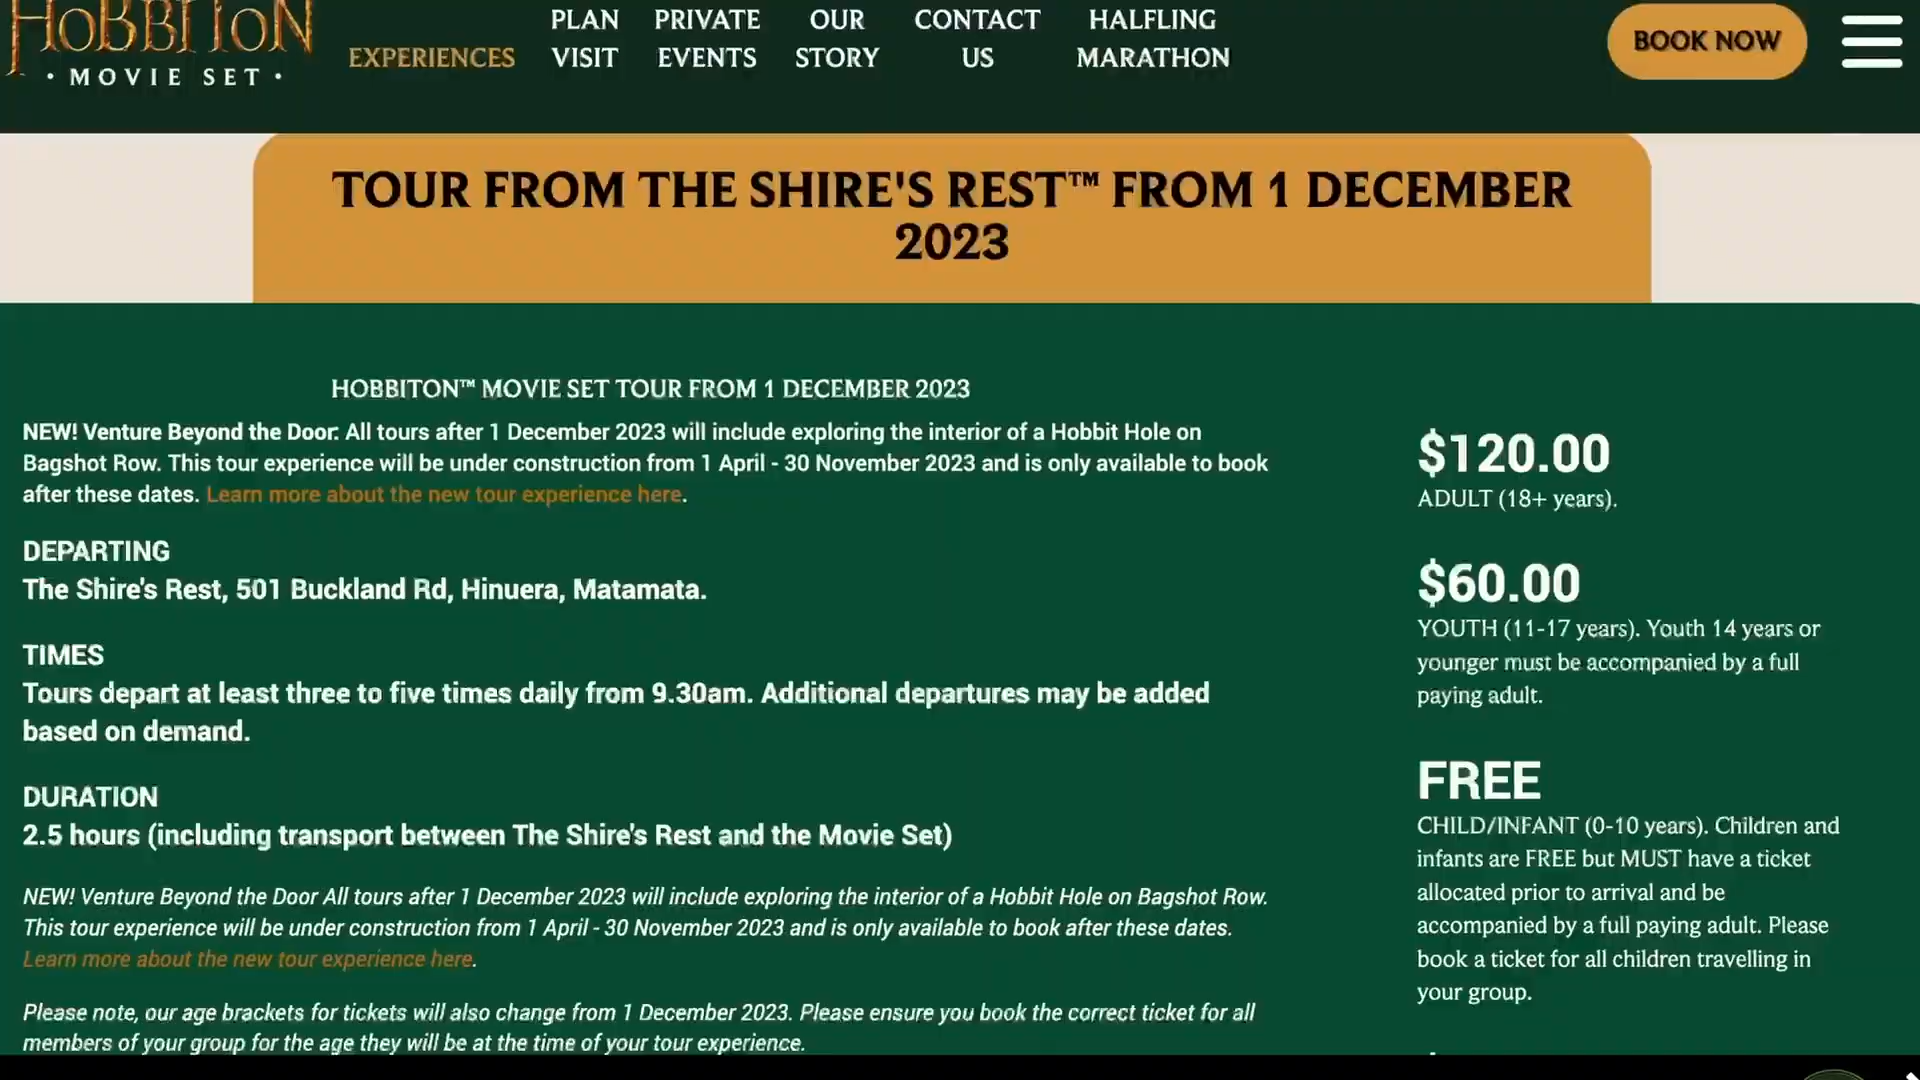 HOBBITON
· MOVIE SET ·
EXPERIENCES
PLAN
VISIT
PRIVATE
EVENTS
OUR
STORY
CONTACT
US
HALFLING
MARATHON
BOOK NOW
TOUR FROM THE SHIRE'S REST™ FROM 1 DECEMBER
2023
HOBBITON™ MOVIE SET TOUR FROM 1 DECEMBER 2023
NEW! Venture Beyond the Door: All tours after 1 December 2023 will include exploring the interior of a Hobbit Hole on
Bagshot Row. This tour experience will be under construction from 1 April - 30 November 2023 and is only available to book
after these dates. Learn more about the new tour experience here.
DEPARTING
The Shire's Rest, 501 Buckland Rd, Hinuera, Matamata.
TIMES
Tours depart at least three to five times daily from 9.30am. Additional departures may be added
based on demand.
DURATION
2.5 hours (including transport between The Shire's Rest and the Movie Set)
NEW! Venture Beyond the Door All tours after 1 December 2023 will include exploring the interior of a Hobbit Hole on Bagshot Row.
This tour experience will be under construction from 1 April - 30 November 2023 and is only available to book after these dates.
Learn more about the new tour experience here.
Please note, our age brackets for tickets will also change from 1 December 2023. Please ensure you book the correct ticket for all
members of your group for the age they will be at the time of your tour experience.
$120.00
ADULT (18+ years).
$60.00
YOUTH (11-17 years). Youth 14 years or
younger must be accompanied by a full
paying adult.
FREE
CHILD/INFANT (0-10 years). Children and
infants are FREE but MUST have a ticket
allocated prior to arrival and be
accompanied by a full paying adult. Please
book a ticket for all children travelling in
your group.